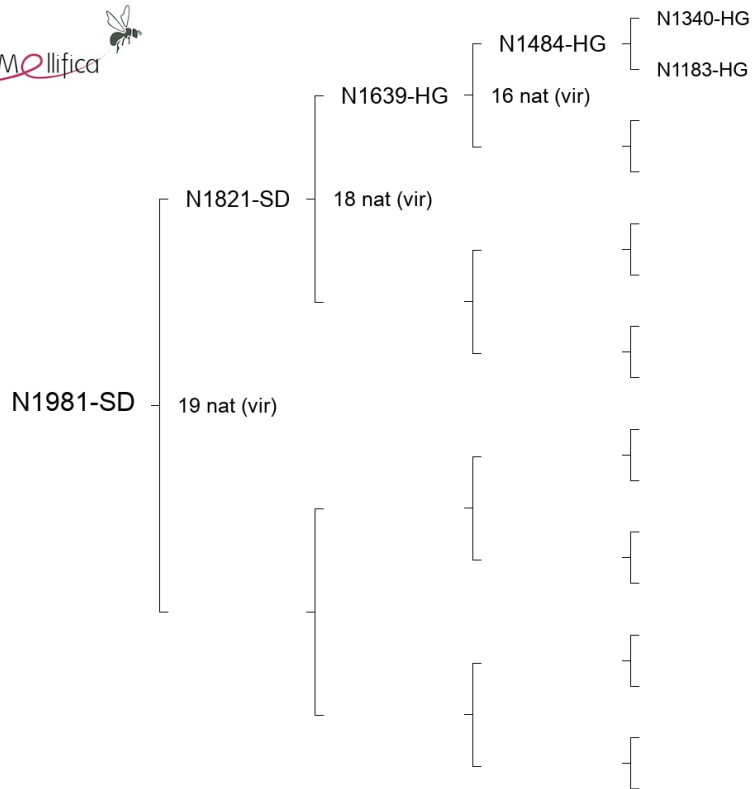 Mellifica
N1340-HG
N1484-HG
N1183-HG
N1639-HG
16 nat (vir)
N1821-SD
18 nat (vir)
N1981-SD
19 nat (vir)